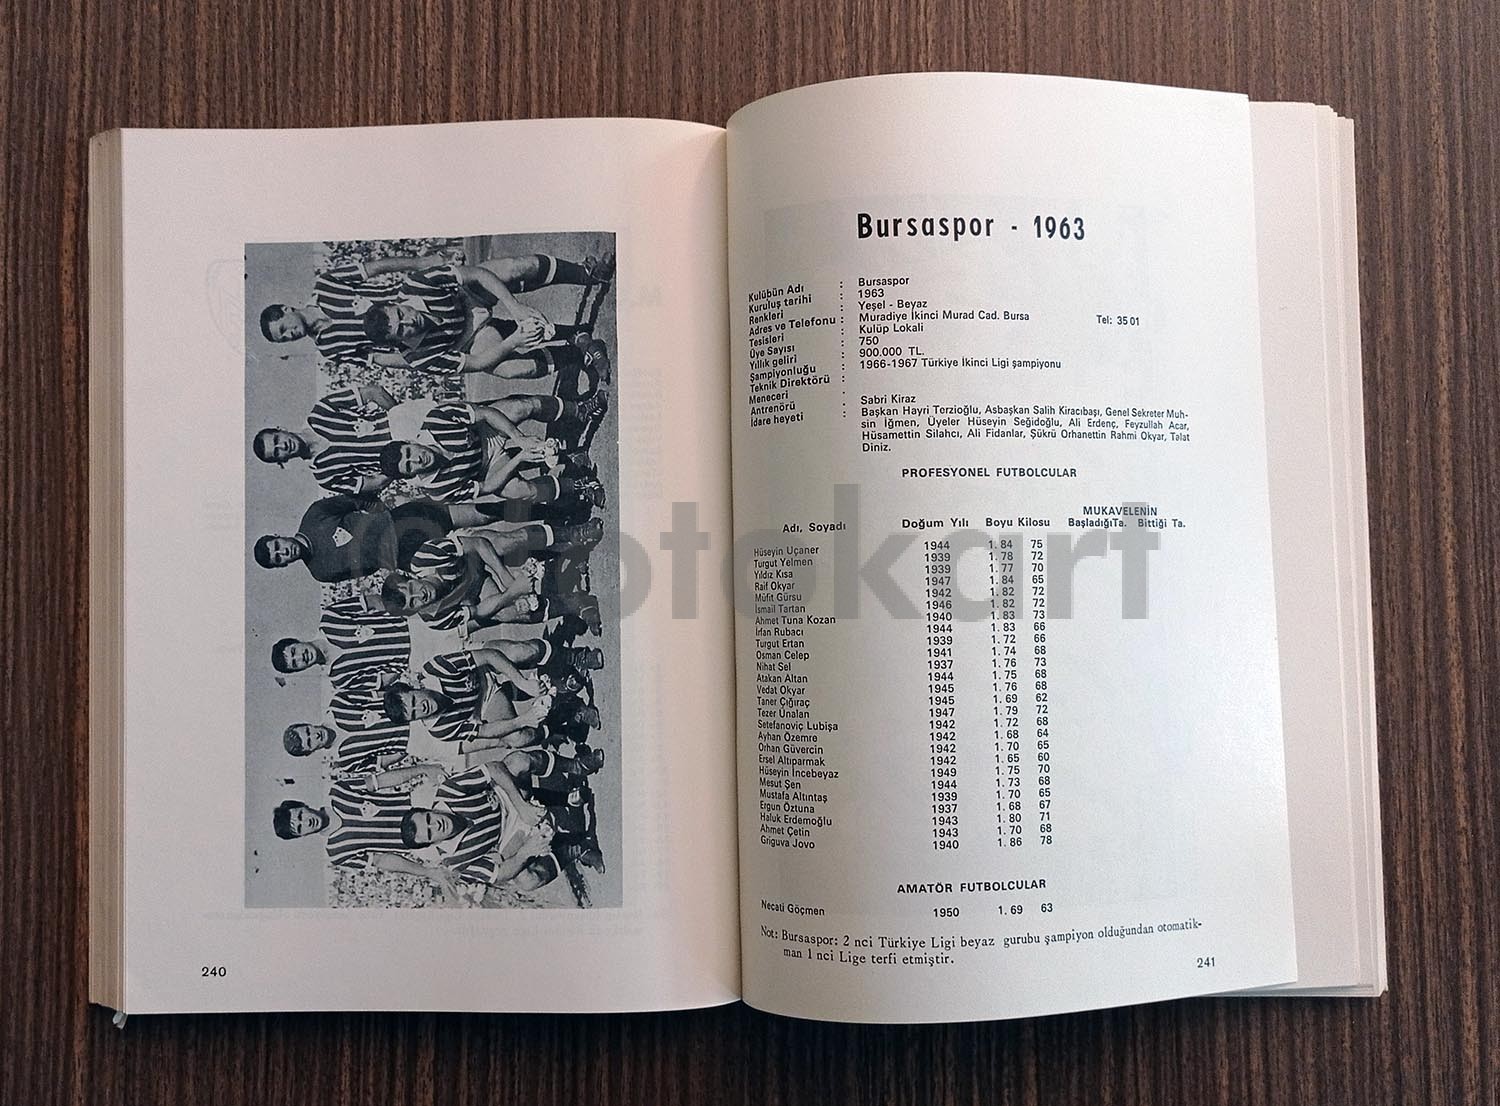 240
Bursaspor - 1963
Kulübün Adı : Bursaspor
Kuruluş tarihi : 1963
Renkleri : Yeşel - Beyaz
Adres ve Telefonu : Muradiye İkinci Murad Cad. Bursa Tel: 35 01
Tesisleri : Kulüp Lokali
Üye Sayısı : 750
Yıllık geliri : 900.000 TL.
Şampiyonluğu : 1966-1967 Türkiye İkinci Ligi şampiyonu
Teknik Direktörü :
Meneceri :
Antrenörü : Sabri Kiraz
İdare heyeti : Başkan Hayri Terzioğlu, Asbaşkan Salih Kiracıbaşı, Genel Sekreter Muh-
sin İğmen, Üyeler Hüseyin Seğidoğlu, Ali Erdenç, Feyzullah Acar,
Hüsamettin Silahcı, Ali Fidanlar, Şükrü Orhanettin Rahmi Okyar, Talat
Diniz.
PROFESYONEL FUTBOLCULAR
MUKAVELENİN
Adı, Soyadı Doğum Yılı Boyu Kilosu BaşladığıTa. Bittiği Ta.
Hüseyin Uçaner 1944 1. 84 75
Turgut Yelmen 1939 1. 78 72
Yıldız Kısa 1939 1. 77 70
Raif Okyar 1947 1. 84 65
Müfit Gürsu 1942 1. 82 72
İsmail Tartan 1946 1. 82 72
Ahmet Tuna Kozan 1940 1. 83 73
İrfan Rubacı 1944 1. 83 66
Turgut Ertan 1939 1. 72 66
Osman Celep 1941 1. 74 68
Nihat Sel 1937 1. 76 73
Atakan Altan 1944 1. 75 68
Vedat Okyar 1945 1. 76 68
Taner Çığıraç 1945 1. 69 62
Tezer Ünalan 1947 1. 79 72
Setefanoviç Lubişa 1942 1. 72 68
Ayhan Özemre 1942 1. 68 64
Orhan Güvercin 1942 1. 70 65
Ersel Altıparmak 1942 1. 65 60
Hüseyin İncebeyaz 1949 1. 75 70
Mesut Şen 1944 1. 73 68
Mustafa Altıntaş 1939 1. 70 65
Ergun Öztuna 1937 1. 68 67
Haluk Erdemoğlu 1943 1. 80 71
Ahmet Çetin 1943 1. 70 68
Griguva Jovo 1940 1. 86 78
AMATÖR FUTBOLCULAR
Necati Göçmen 1950 1. 69 63
Not: Bursaspor: 2 nci Türkiye Ligi beyaz gurubu şampiyon olduğundan otomatik-
man 1 nci Lige terfi etmiştir.
241
fotokart